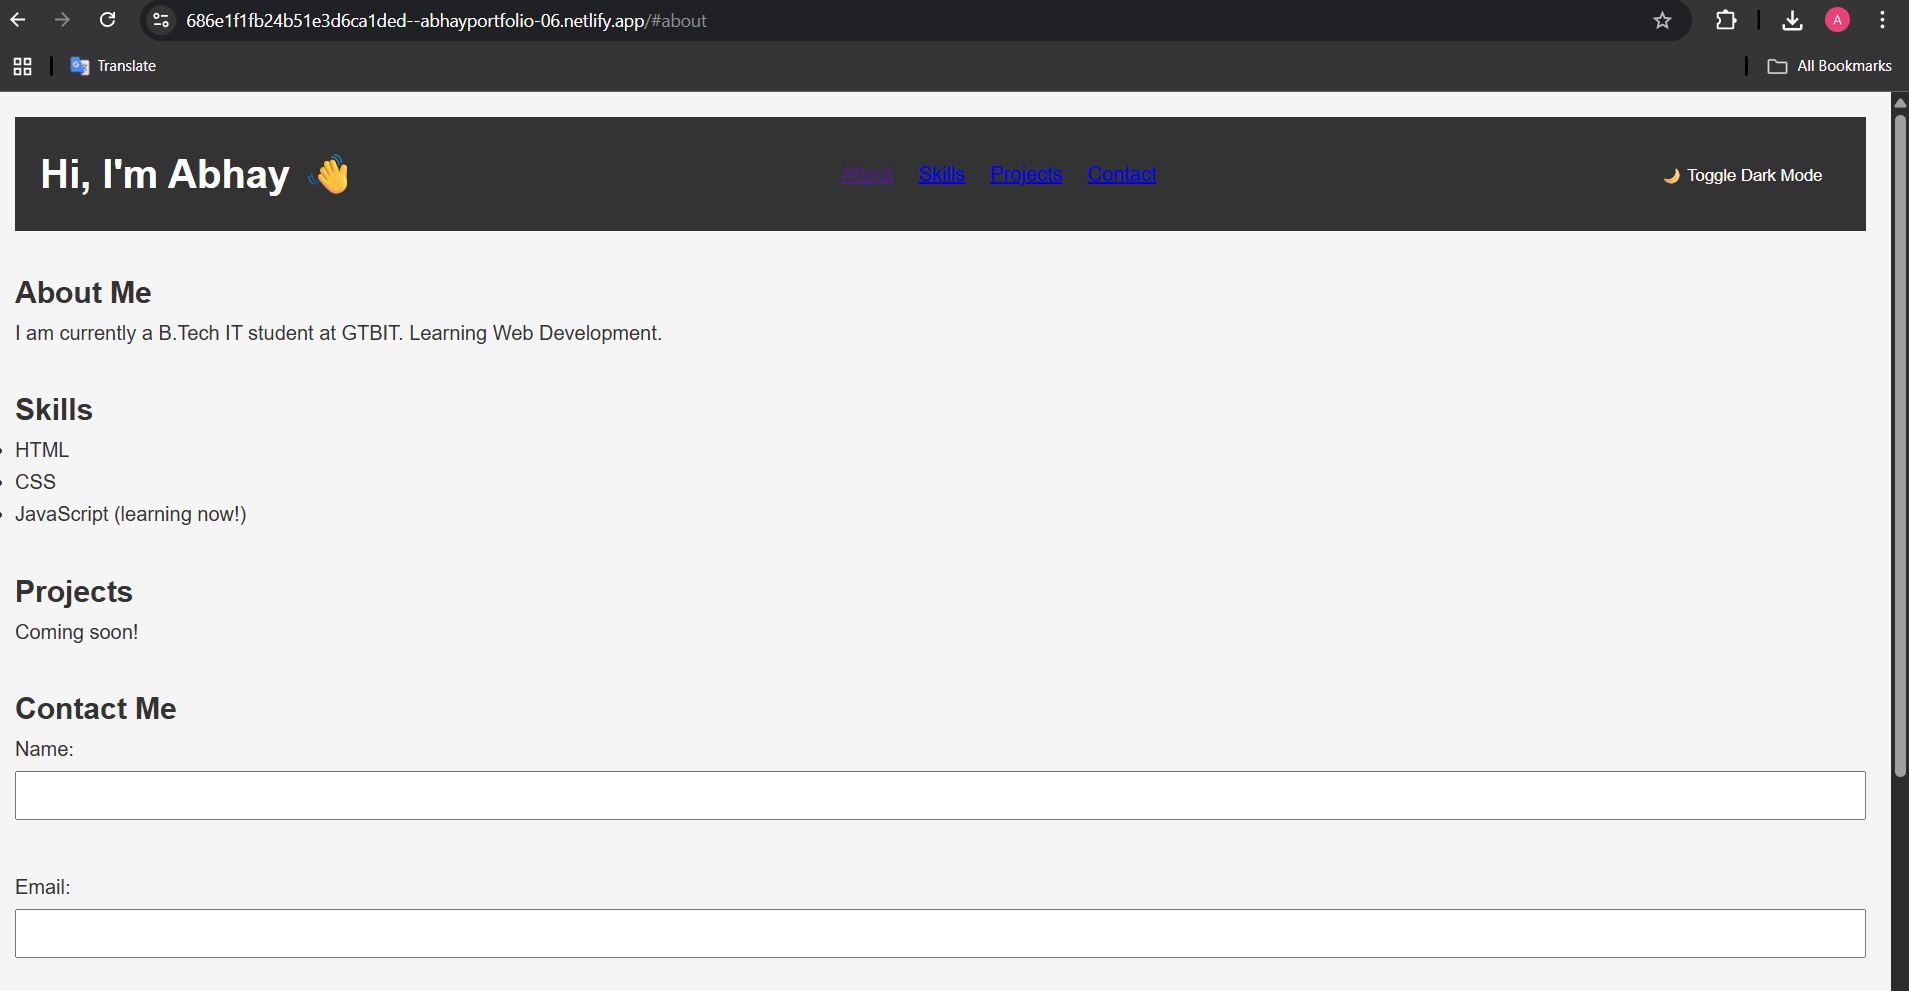 686e1f1fb24b51e3d6ca1ded--abhayportfolio-06.netlify.app/#about
A
Translate
All Bookmarks
Hi, I'm Abhay 👋
About Skills Projects Contact
🌙 Toggle Dark Mode
About Me
I am currently a B.Tech IT student at GTBIT. Learning Web Development.
Skills
• HTML
• CSS
• JavaScript (learning now!)
Projects
Coming soon!
Contact Me
Name:
Email: